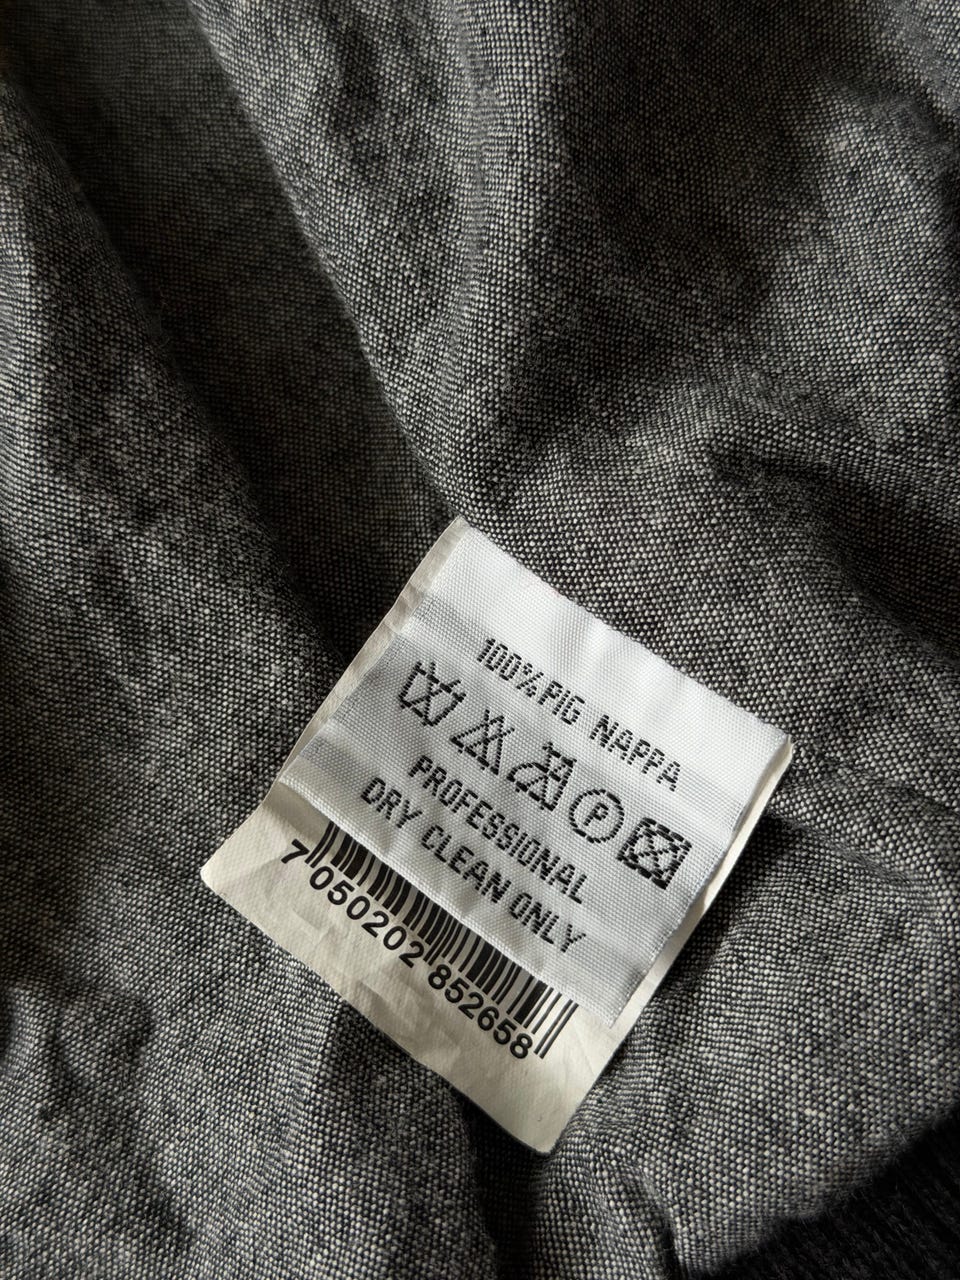 100% PIG NAPPA
P
PROFESSIONAL
DRY CLEAN ONLY
7 050202 852658